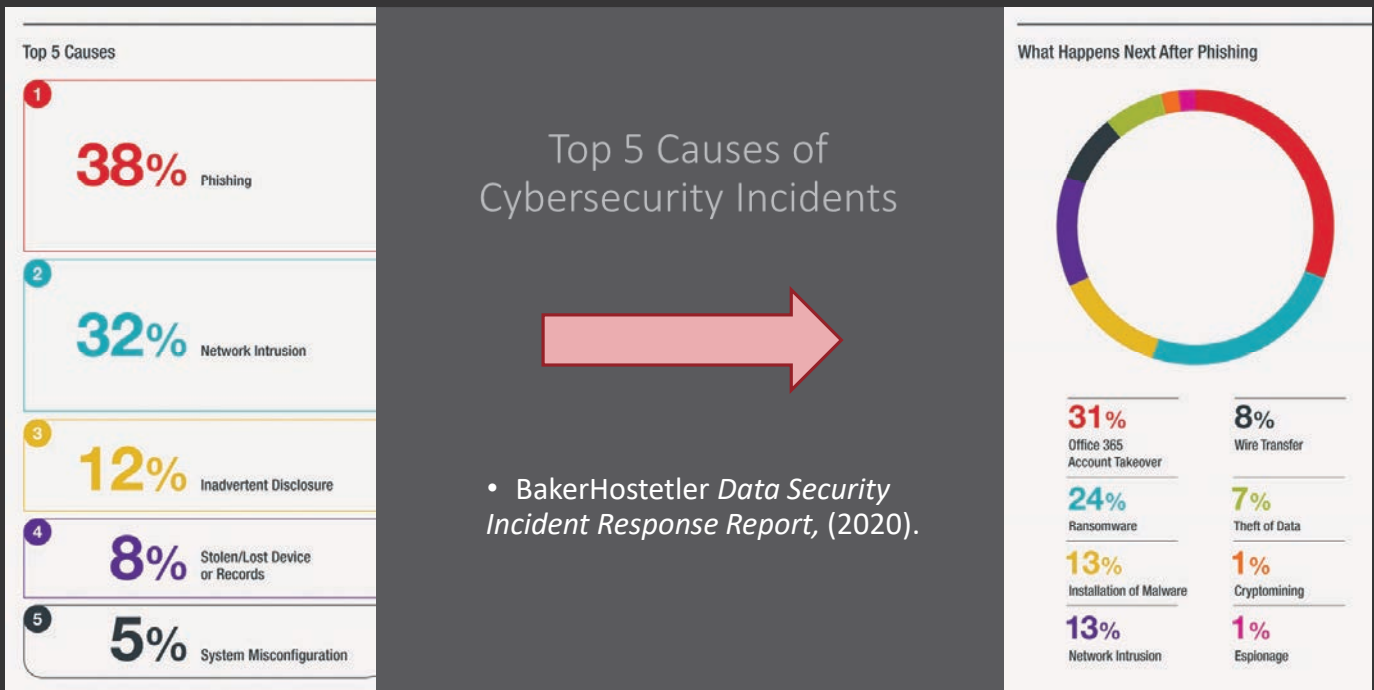 Top 5 Causes
1
38% Phishing
2
32% Network Intrusion
3
12% Inadvertent Disclosure
4
8% Stolen/Lost Device
or Records
5
5% System Misconfiguration
Top 5 Causes of
Cybersecurity Incidents
• BakerHostetler Data Security
Incident Response Report, (2020).
What Happens Next After Phishing
31%
Office 365
Account Takeover
24%
Ransomware
13%
Installation of Malware
13%
Network Intrusion
8%
Wire Transfer
7%
Theft of Data
1%
Cryptomining
1%
Espionage